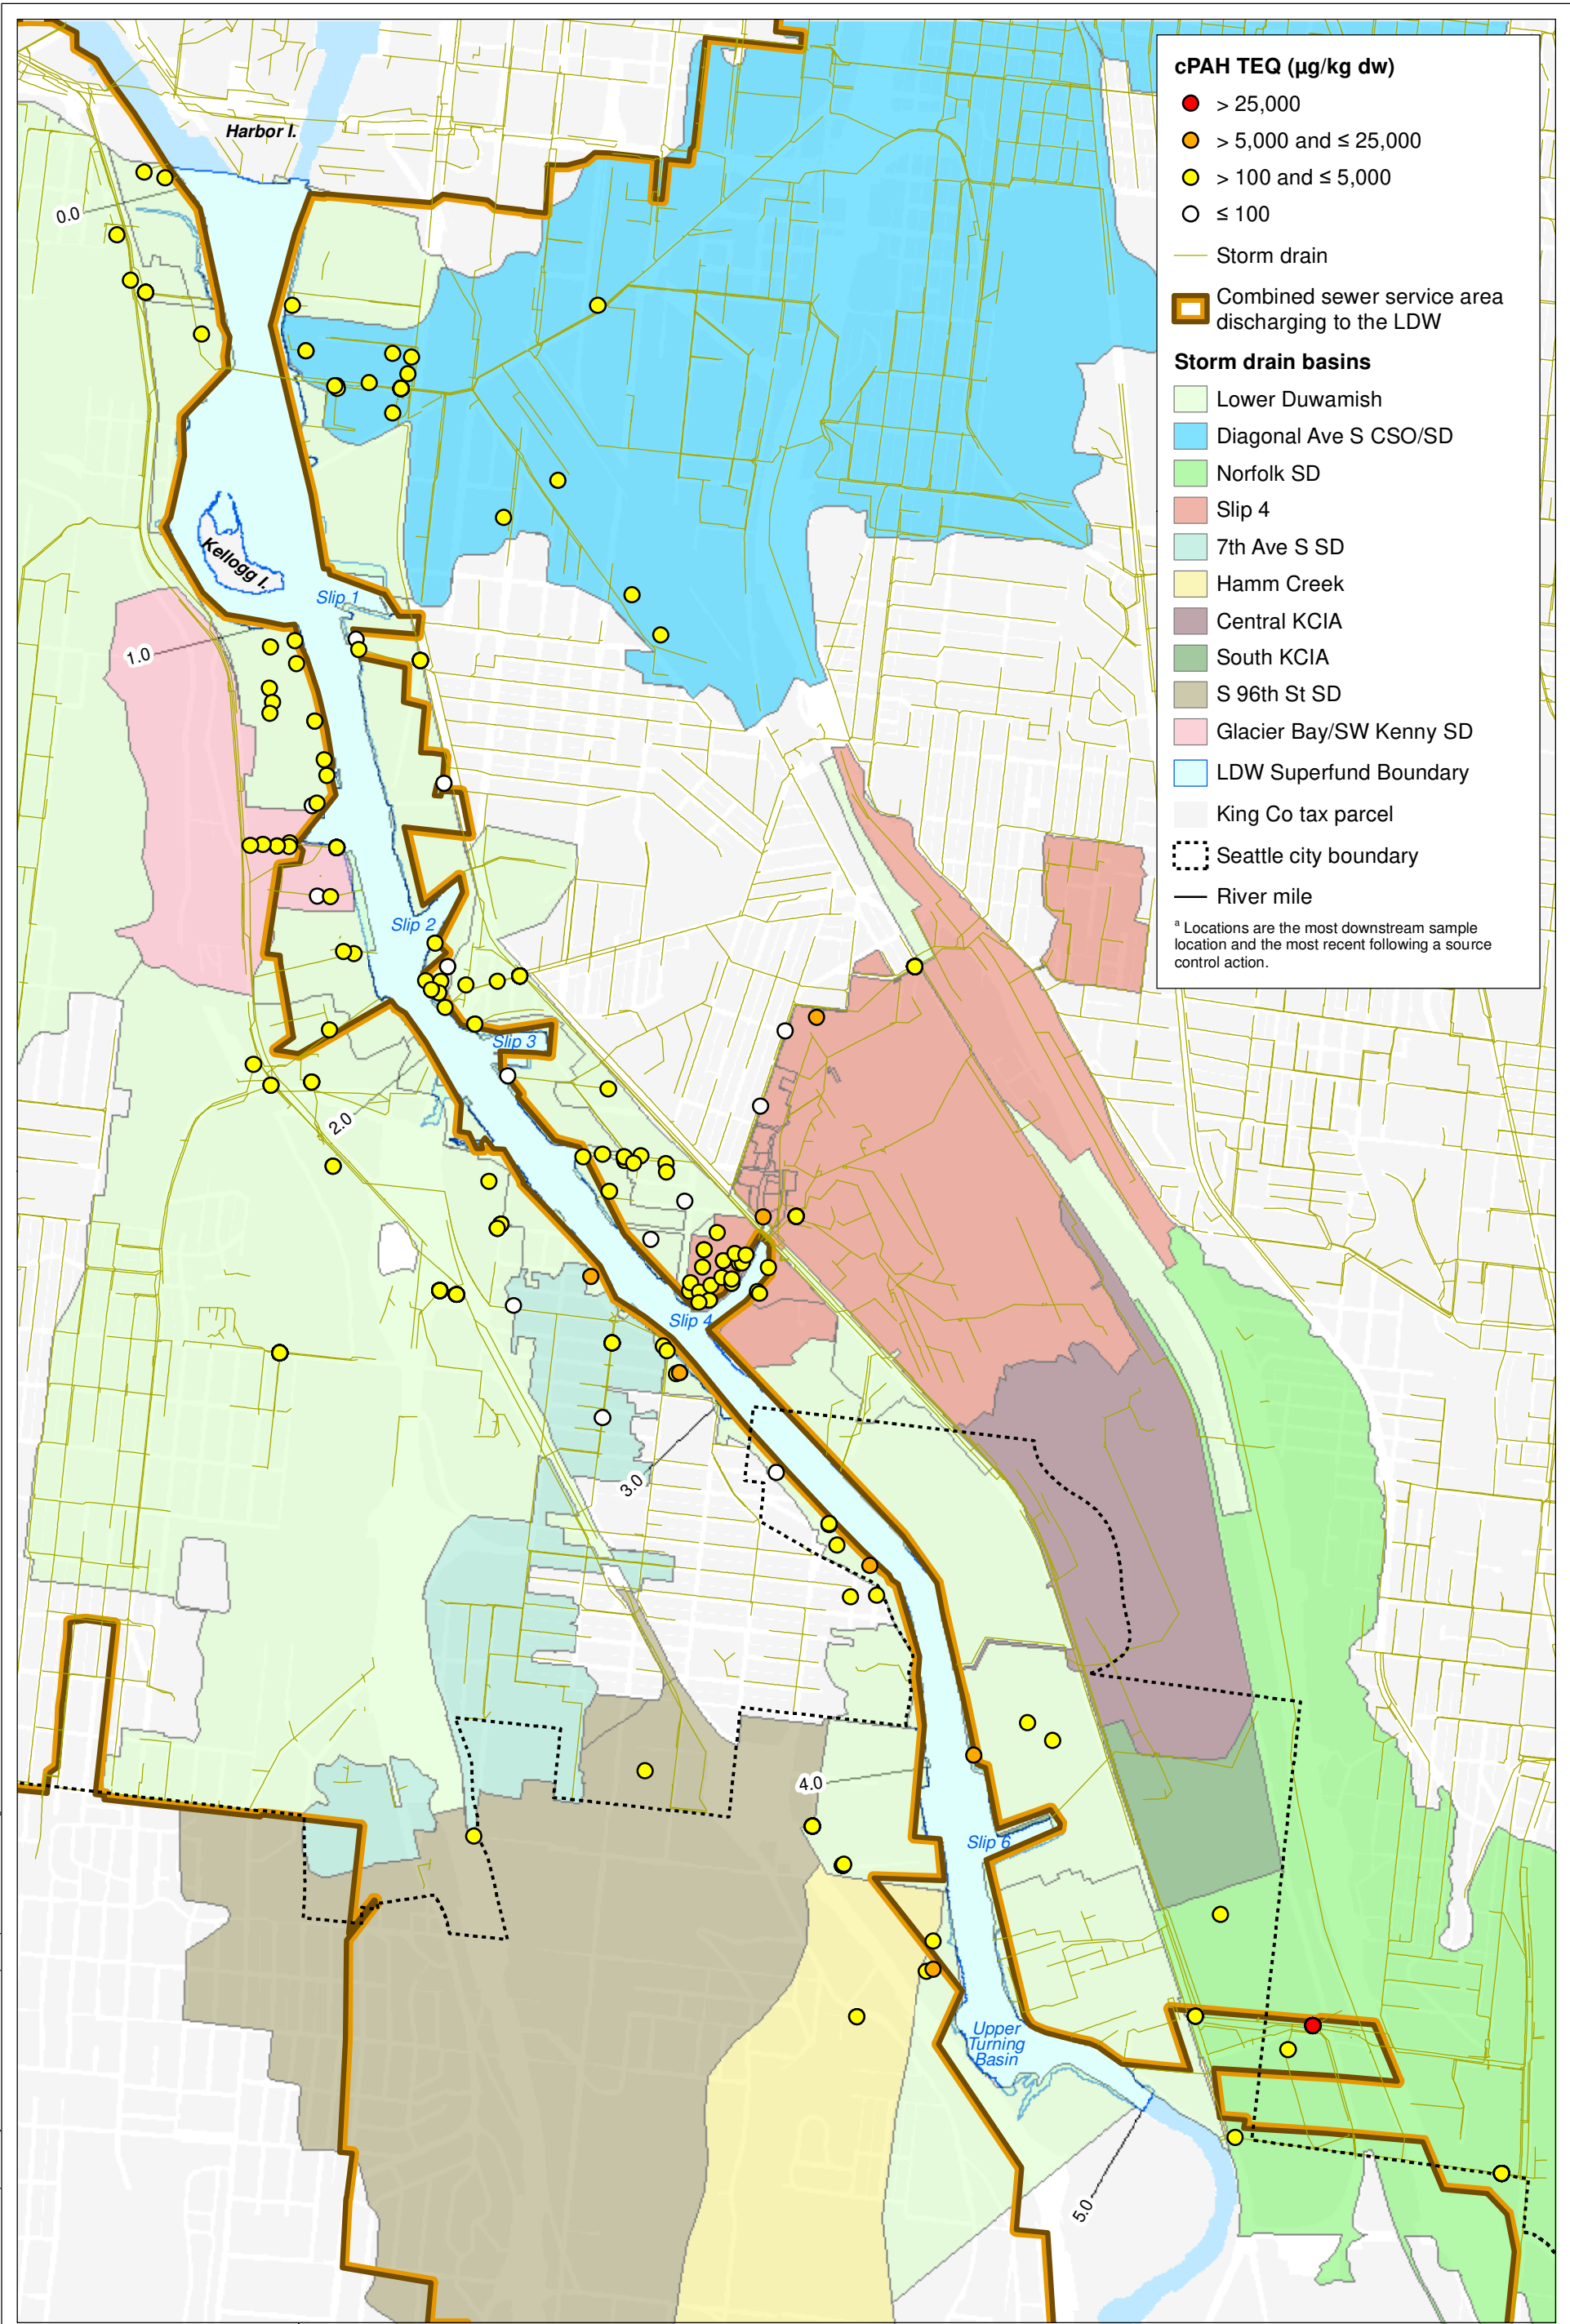 cPAH TEQ (µg/kg dw)
> 25,000
> 5,000 and ≤ 25,000
> 100 and ≤ 5,000
≤ 100
Storm drain
Combined sewer service area
discharging to the LDW
Storm drain basins
Lower Duwamish
Diagonal Ave S CSO/SD
Norfolk SD
Slip 4
7th Ave S SD
Hamm Creek
Central KCIA
South KCIA
S 96th St SD
Glacier Bay/SW Kenny SD
LDW Superfund Boundary
King Co tax parcel
Seattle city boundary
River mile
a Locations are the most downstream sample
location and the most recent following a source
control action.
Harbor I.
0.0
Kellogg I.
Slip 1
1.0
Slip 2
Slip 3
2.0
Slip 4
3.0
4.0
Slip 6
Upper
Turning
Basin
5.0